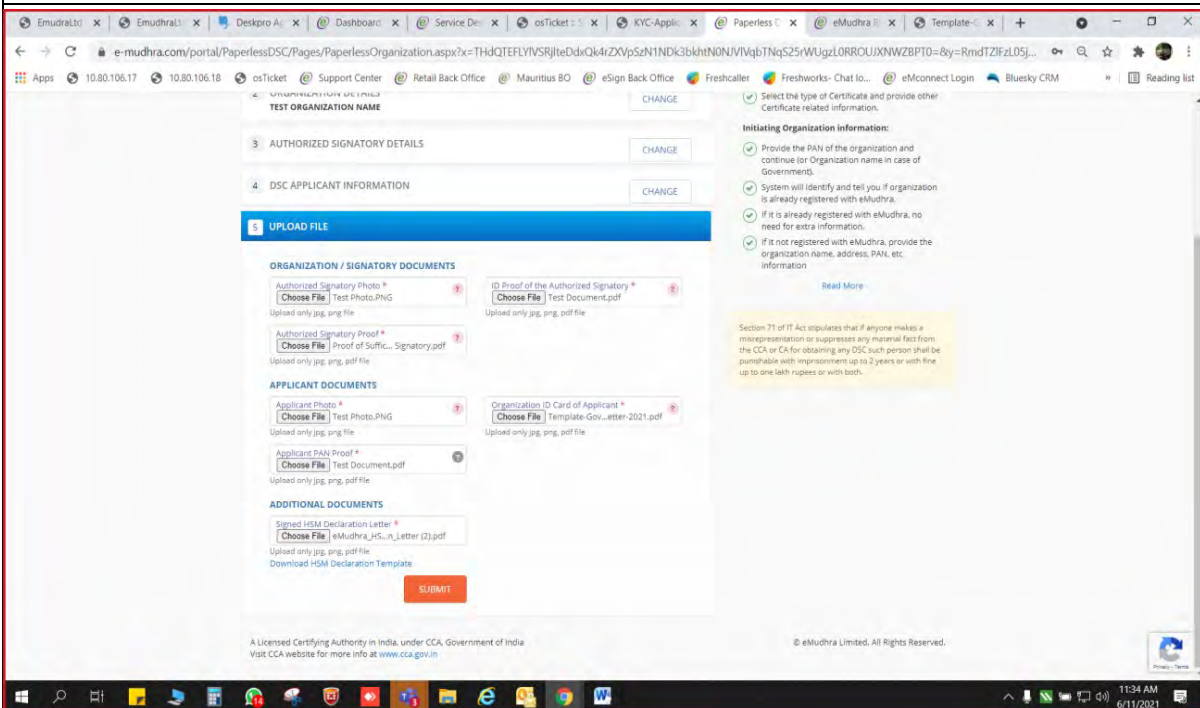 EmudraLtd
EmudhraLt
Deskpro Ag
Dashboard
Service Des
osTicket :: S
KYC-Applic
Paperless D
eMudhra R
Template-G
e-mudhra.com/portal/PaperlessDSC/Pages/PaperlessOrganization.aspx?x=
Apps
10.80.106.17
10.80.106.18
osTicket
Support Center
Retail Back Office
Mauritius BO
eSign Back Office
Freshcaller
Freshworks- Chat lo...
eMconnect Login
Bluesky CRM
»
Reading list
2 ORGANIZATION DETAILS
TEST ORGANIZATION NAME
CHANGE
3 AUTHORIZED SIGNATORY DETAILS
CHANGE
4 DSC APPLICANT INFORMATION
CHANGE
5 UPLOAD FILE
ORGANIZATION / SIGNATORY DOCUMENTS
Authorized Signatory Photo *
Choose File Test Photo.PNG
Upload only jpg, png file
ID Proof of the Authorized Signatory *
Choose File Test Document.pdf
Upload only jpg, png, pdf file
Authorized Signatory Proof *
Choose File Proof of Suffic... Signatory.pdf
Upload only jpg, png, pdf file
APPLICANT DOCUMENTS
Applicant Photo *
Choose File Test Photo.PNG
Upload only jpg, png file
Organization ID Card of Applicant *
Choose File Template-Gov...etter-2021.pdf
Upload only jpg, png, pdf file
Applicant PAN Proof *
Choose File Test Document.pdf
Upload only jpg, png, pdf file
ADDITIONAL DOCUMENTS
Signed HSM Declaration Letter *
Choose File eMudhra_HS...n_Letter (2).pdf
Upload only jpg, png, pdf file
Download HSM Declaration Template
SUBMIT
Select the type of Certificate and provide other
Certificate related information.
Initiating Organization information:
Provide the PAN of the organization and
continue (or Organization name in case of
Government).
System will identify and tell you if organization
is already registered with eMudhra.
If it is already registered with eMudhra, no
need for extra information.
If it not registered with eMudhra, provide the
organization name, address, PAN, etc.
information
Read More
Section 71 of IT Act stipulates that if anyone makes a
misrepresentation or suppresses any material fact from
the CCA or CA for obtaining any DSC such person shall be
punishable with imprisonment up to 2 years or with fine
up to one lakh rupees or with both.
A Licensed Certifying Authority in India, under CCA, Government of India
Visit CCA website for more info at www.cca.gov.in
© eMudhra Limited. All Rights Reserved.
Privacy - Terms
11:34 AM
6/11/2021